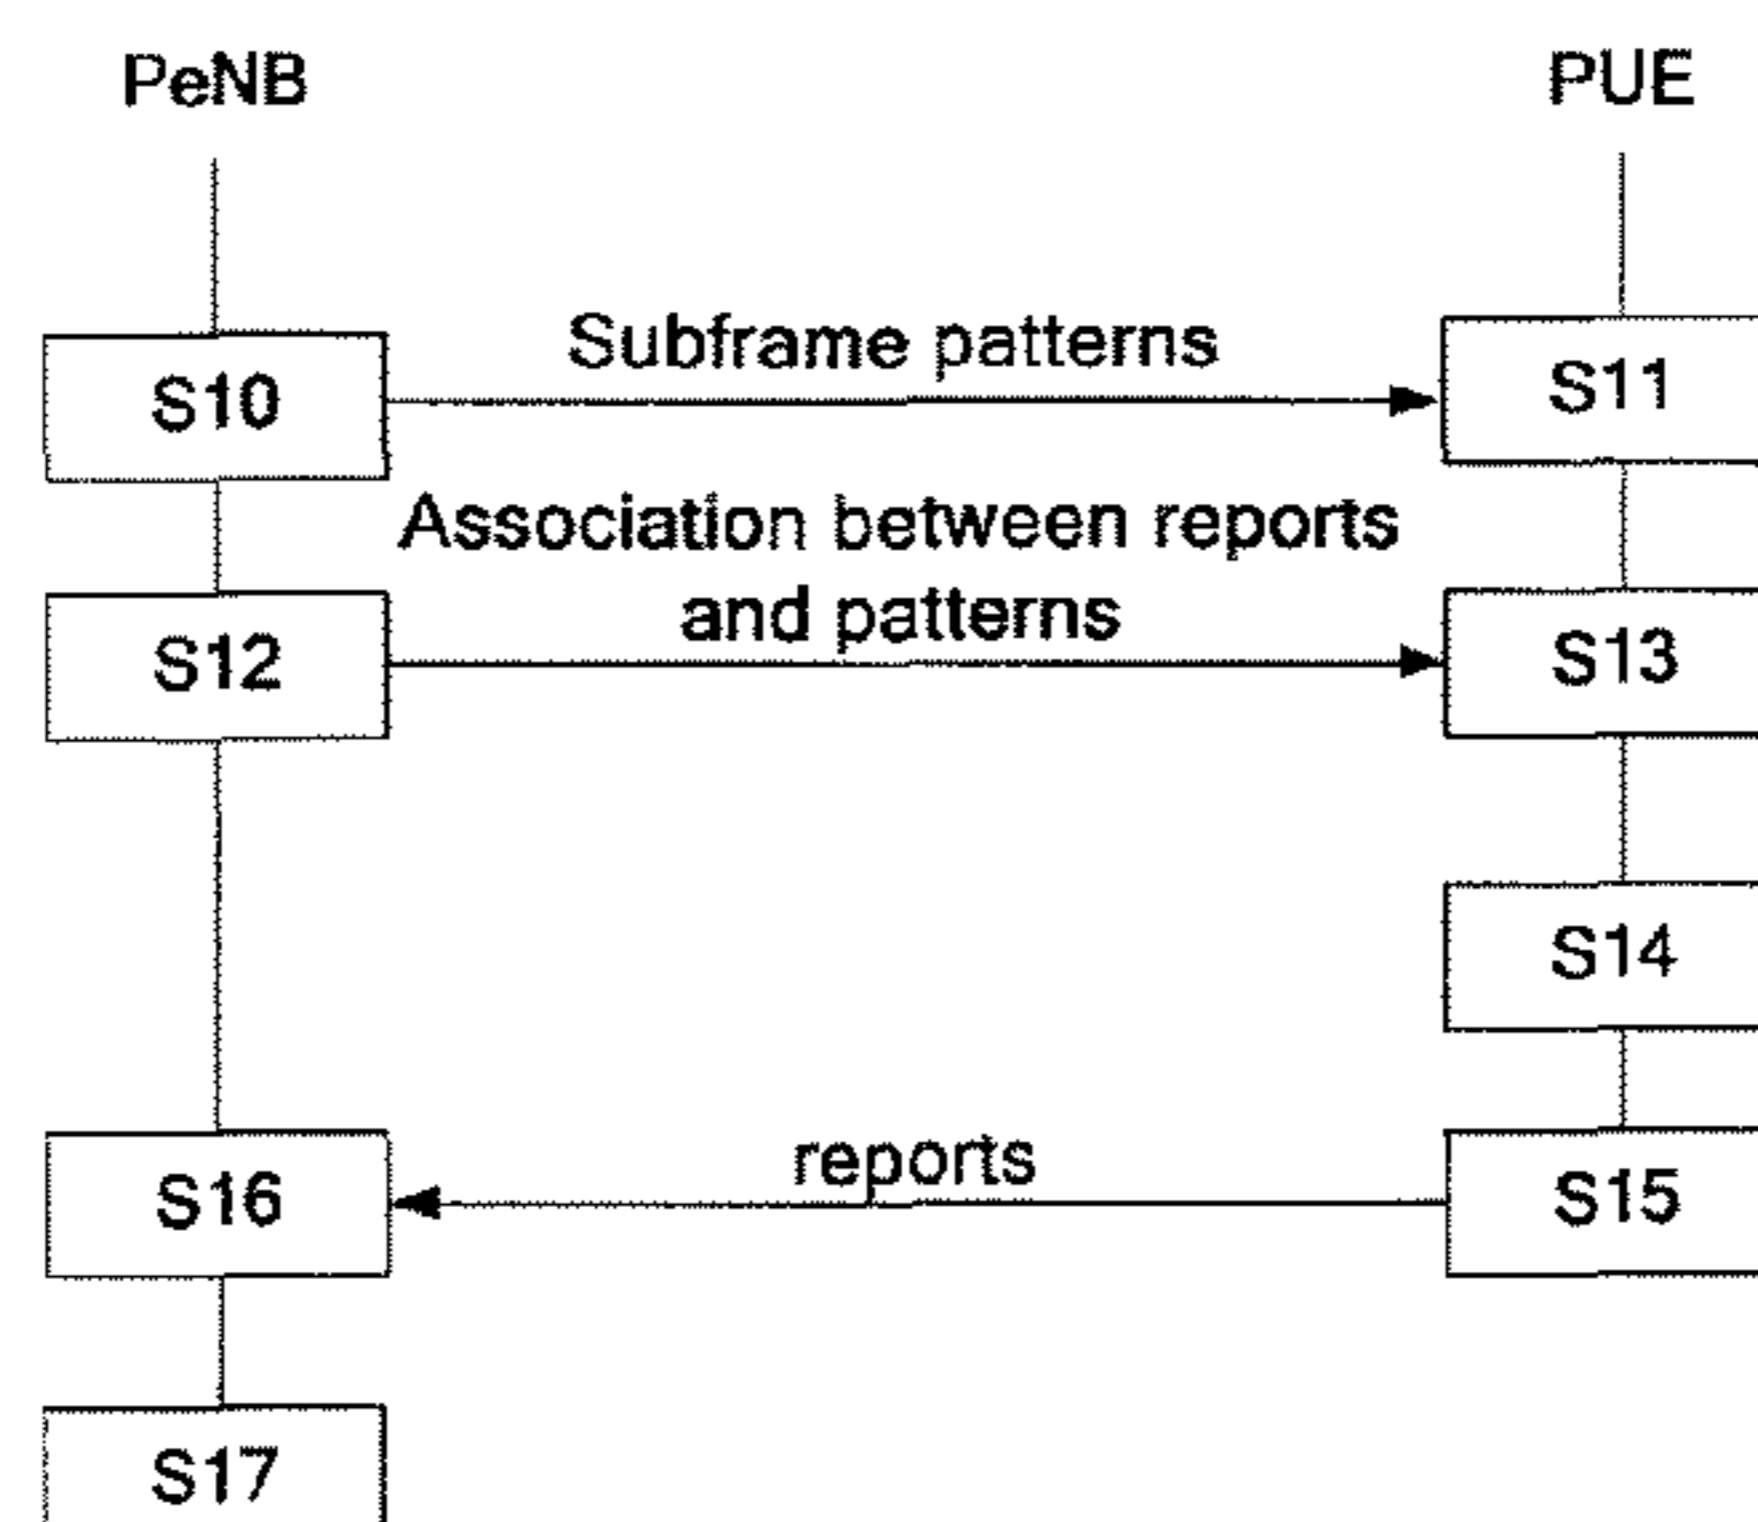 PeNB
PUE
Subframe patterns
S10
S11
Association between reports
and patterns
S12
S13
S14
reports
S16
S15
S17